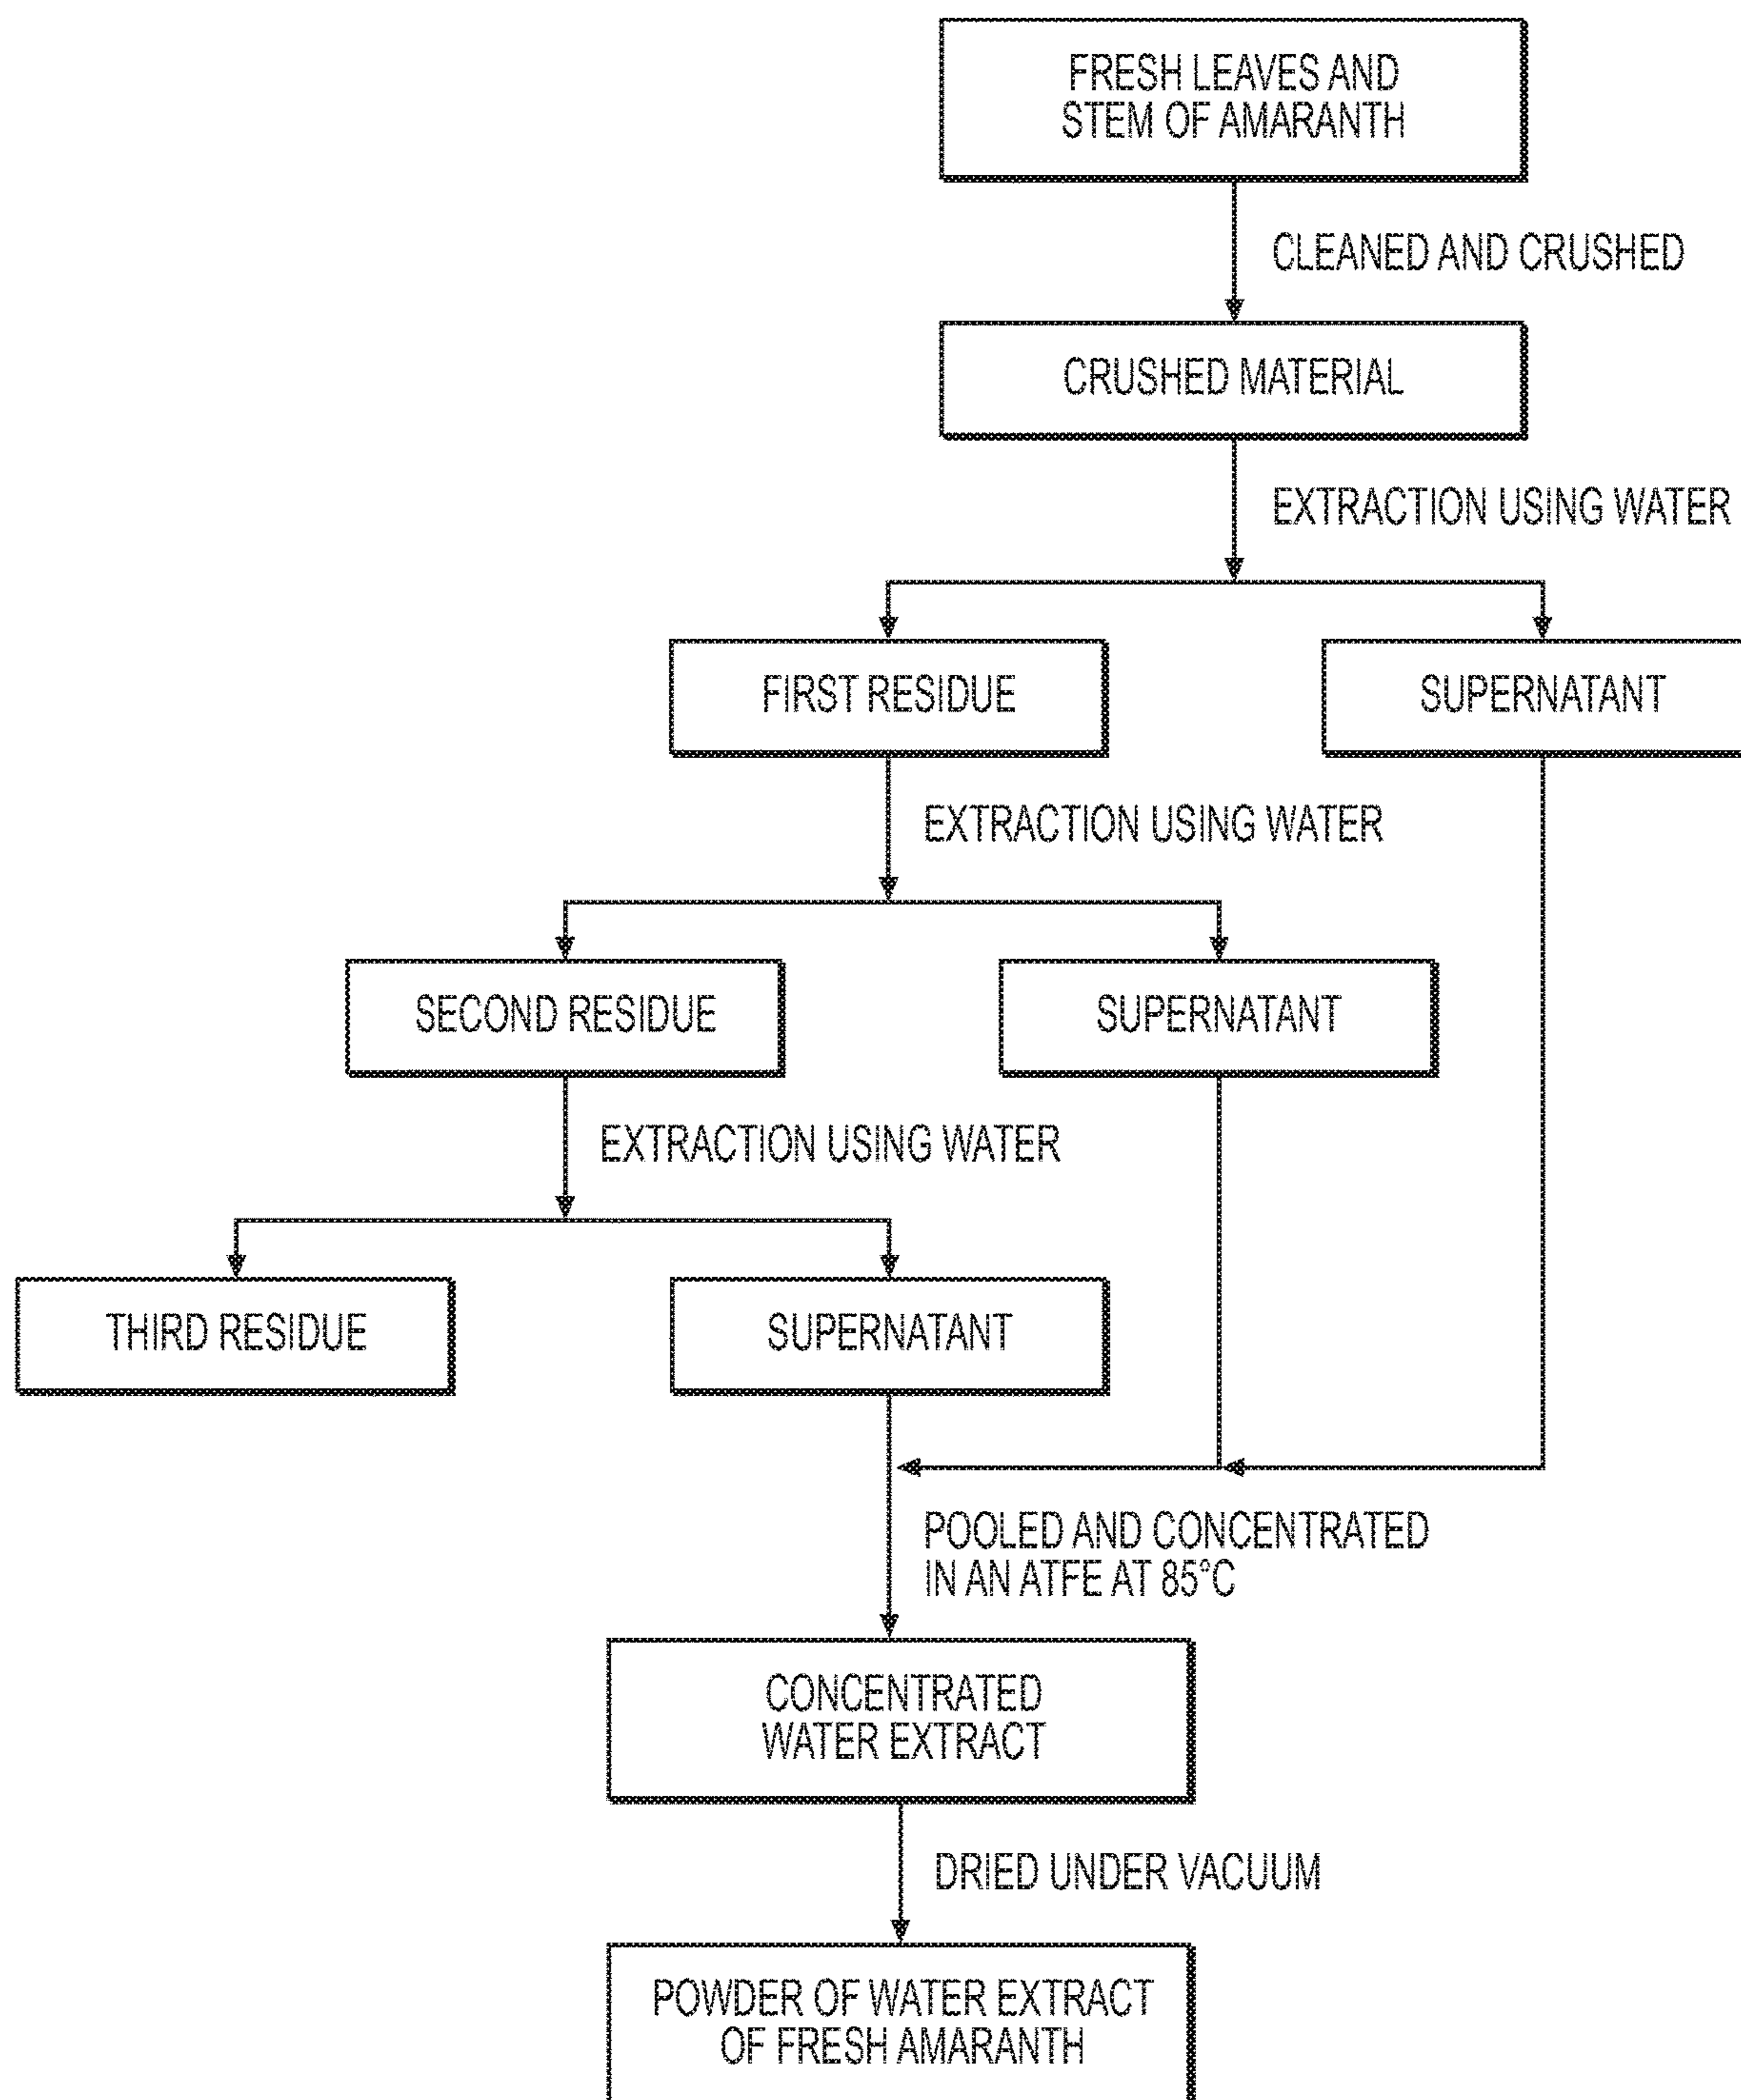 FRESH LEAVES AND
STEM OF AMARANTH
CLEANED AND CRUSHED
CRUSHED MATERIAL
EXTRACTION USING WATER
FIRST RESIDUE
SUPERNATANT
EXTRACTION USING WATER
SECOND RESIDUE
SUPERNATANT
EXTRACTION USING WATER
THIRD RESIDUE
SUPERNATANT
POOLED AND CONCENTRATED
IN AN ATFE AT 85°C
CONCENTRATED
WATER EXTRACT
DRIED UNDER VACUUM
POWDER OF WATER EXTRACT
OF FRESH AMARANTH